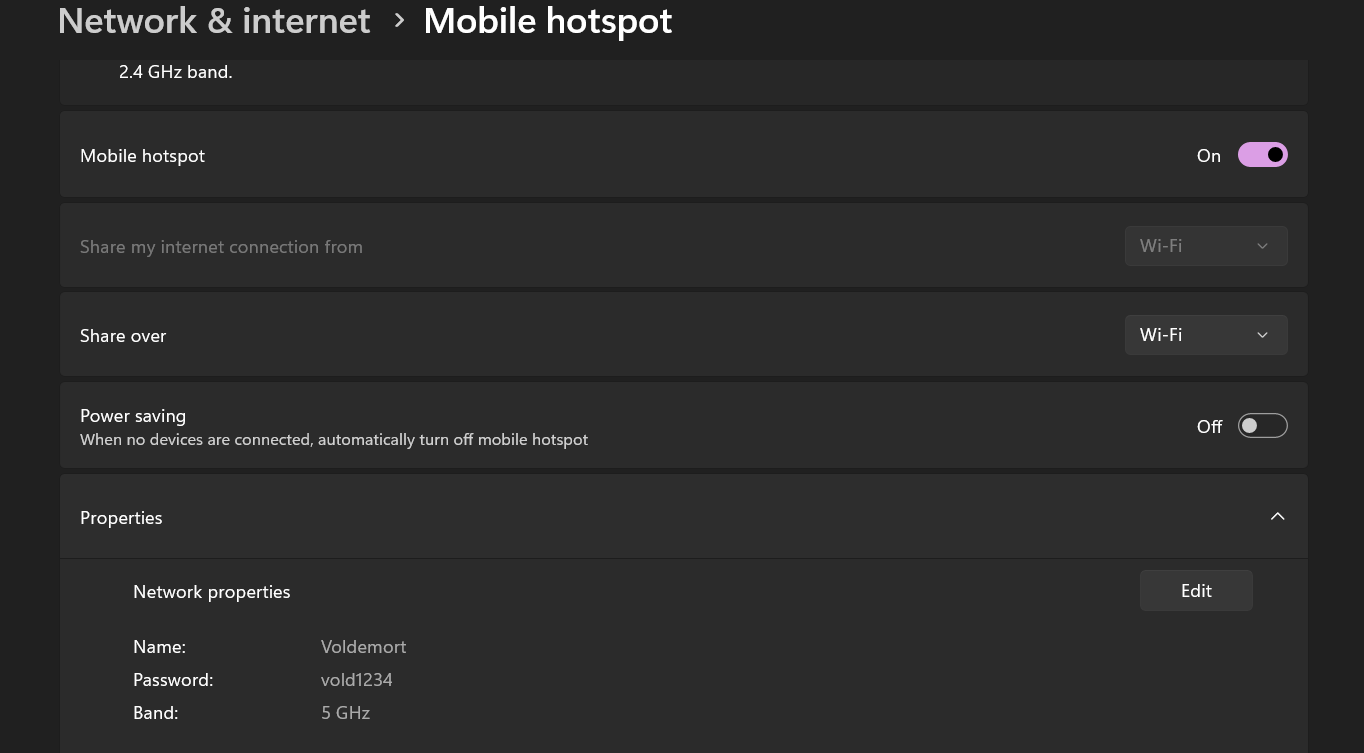 Network & internet > Mobile hotspot
2.4 GHz band.
Mobile hotspot On
Share my internet connection from Wi-Fi
Share over Wi-Fi
Power saving
When no devices are connected, automatically turn off mobile hotspot Off
Properties
Network properties Edit
Name: Voldemort
Password: vold1234
Band: 5 GHz